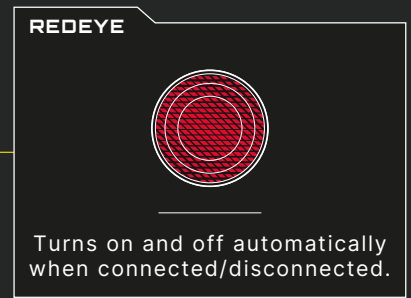 REDEYE
Turns on and off automatically
when connected/disconnected.